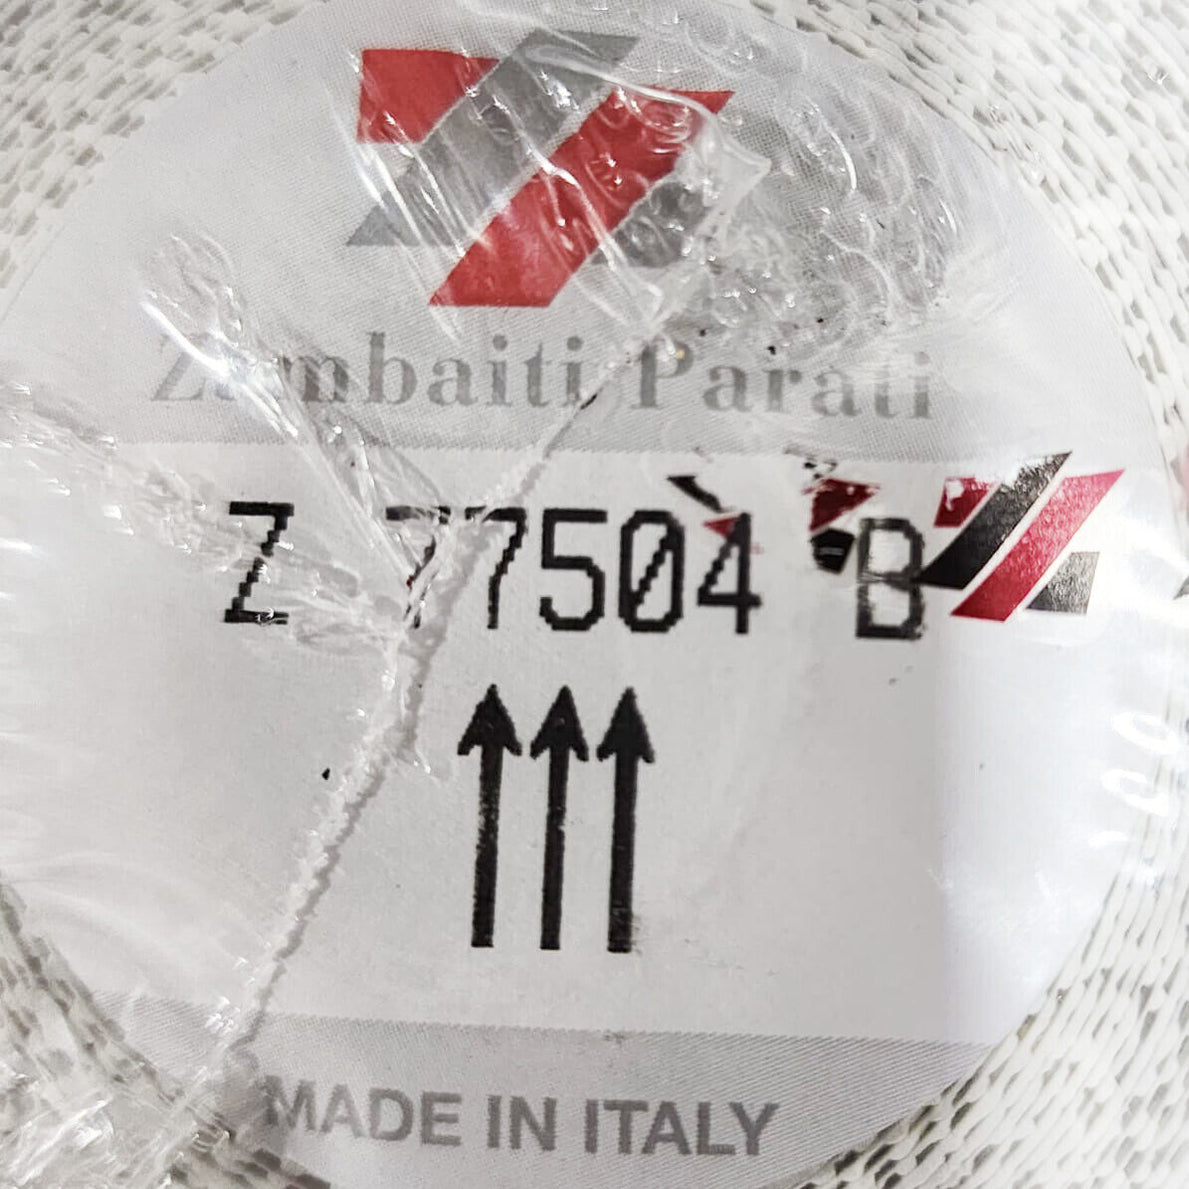 Zambaiti Parati
Z 77504 B
MADE IN ITALY